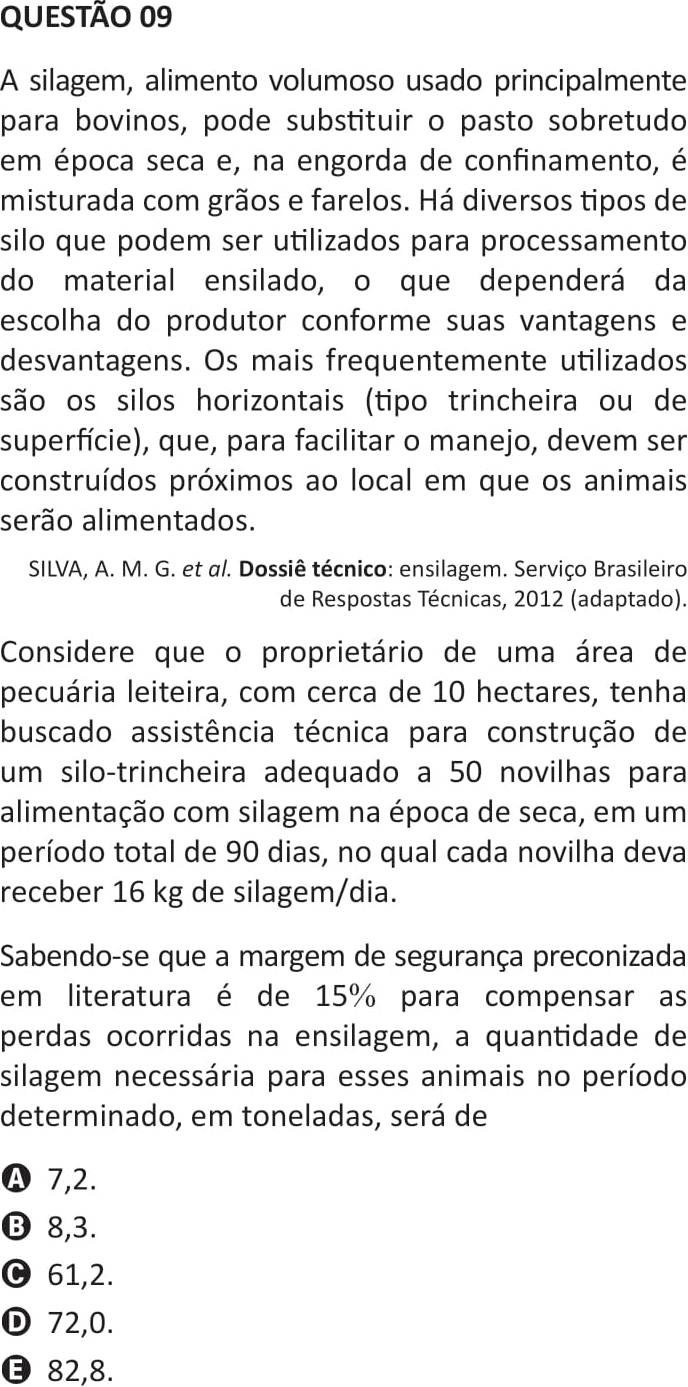 QUESTÃO 09
A silagem, alimento volumoso usado principalmente
para bovinos, pode substituir o pasto sobretudo
em época seca e, na engorda de confinamento, é
misturada com grãos e farelos. Há diversos tipos de
silo que podem ser utilizados para processamento
do material ensilado, o que dependerá da
escolha do produtor conforme suas vantagens e
desvantagens. Os mais frequentemente utilizados
são os silos horizontais (tipo trincheira ou de
superfície), que, para facilitar o manejo, devem ser
construídos próximos ao local em que os animais
serão alimentados.
SILVA, A. M. G. et al. Dossiê técnico: ensilagem. Serviço Brasileiro
de Respostas Técnicas, 2012 (adaptado).
Considere que o proprietário de uma área de
pecuária leiteira, com cerca de 10 hectares, tenha
buscado assistência técnica para construção de
um silo-trincheira adequado a 50 novilhas para
alimentação com silagem na época de seca, em um
período total de 90 dias, no qual cada novilha deva
receber 16 kg de silagem/dia.
Sabendo-se que a margem de segurança preconizada
em literatura é de 15% para compensar as
perdas ocorridas na ensilagem, a quantidade de
silagem necessária para esses animais no período
determinado, em toneladas, será de
A 7,2.
B 8,3.
C 61,2.
D 72,0.
E 82,8.